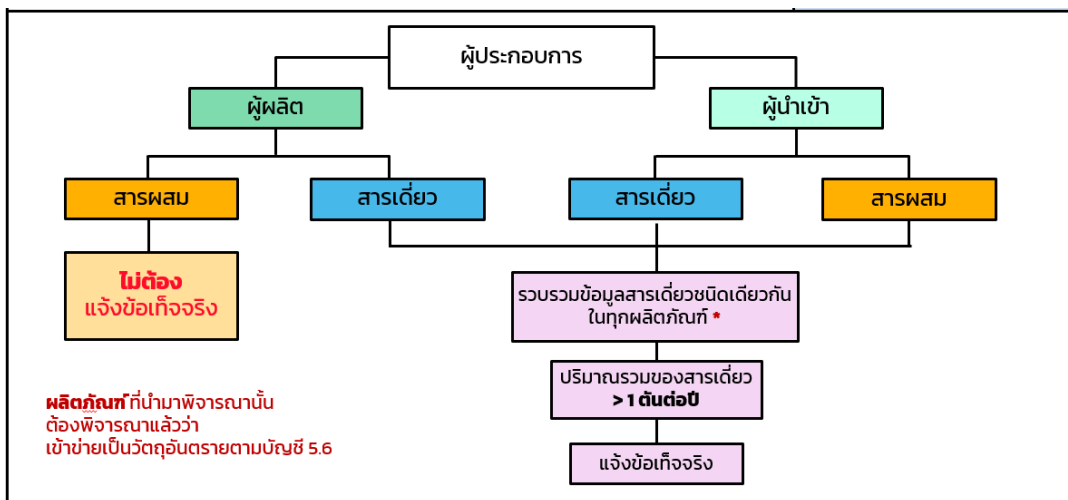 ผู้ประกอบการ
ผู้ผลิต
ผู้นำเข้า
สารผสม
สารเดี่ยว
สารเดี่ยว
สารผสม
ไม่ต้อง
แจ้งข้อเท็จจริง
รวบรวมข้อมูลสารเดี่ยวชนิดเดียวกัน
ในทุกผลิตภัณฑ์ *
ปริมาณรวมของสารเดี่ยว
> 1 ตันต่อปี
แจ้งข้อเท็จจริง
ผลิตภัณฑ์ ที่นำมาพิจารณานั้น
ต้องพิจารณาแล้วว่า
เข้าข่ายเป็นวัตถุอันตรายตามบัญชี 5.6